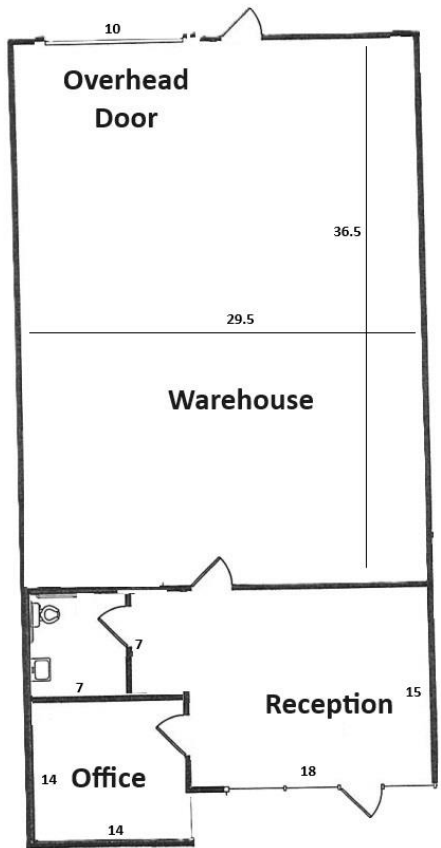 10
Overhead
Door
36.5
29.5
Warehouse
7
7
15
Reception
18
14
Office
14